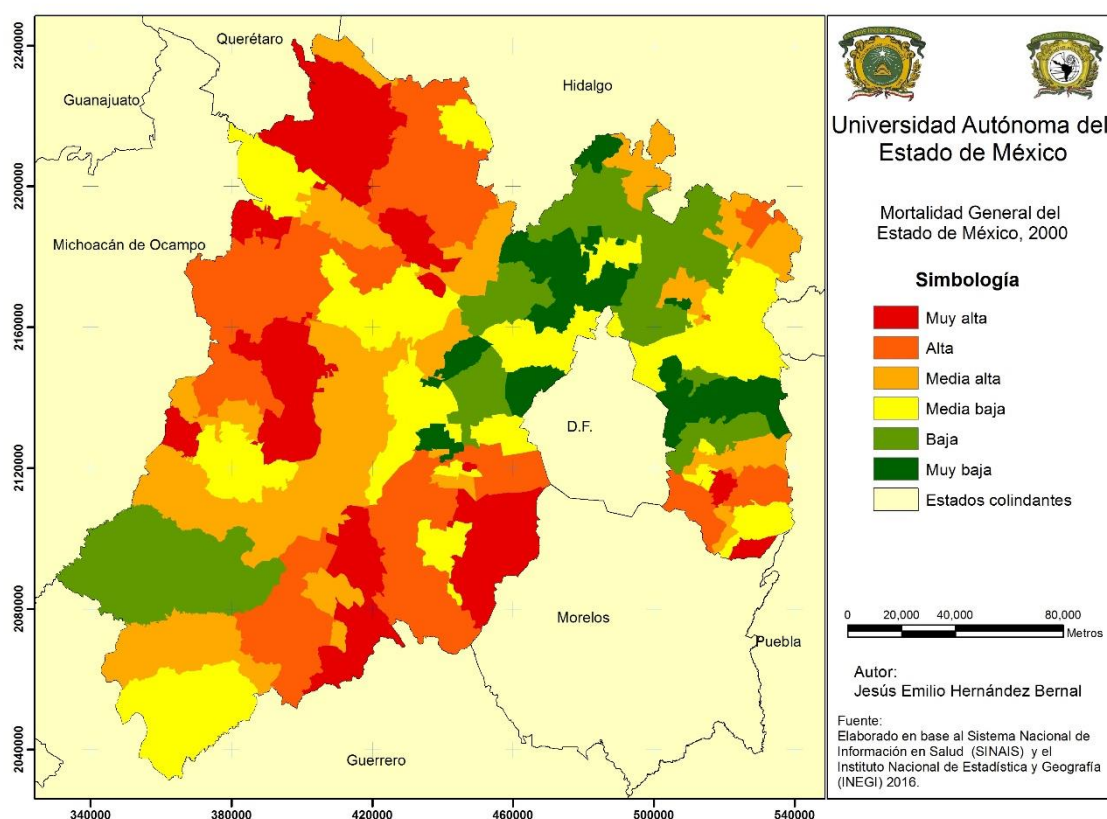 Querétaro
Guanajuato
Hidalgo
Michoacán de Ocampo
D.F.
Morelos
Puebla
Guerrero
2240000
2200000
2160000
2120000
2080000
2040000
340000
380000
420000
460000
500000
540000
Universidad Autónoma del
Estado de México
Mortalidad General del
Estado de México, 2000
Simbología
Muy alta
Alta
Media alta
Media baja
Baja
Muy baja
Estados colindantes
0 20,000 40,000 80,000
Metros
Autor:
Jesús Emilio Hernández Bernal
Fuente:
Elaborado en base al Sistema Nacional de
Información en Salud (SINAIS) y el
Instituto Nacional de Estadística y Geografía
(INEGI) 2016.